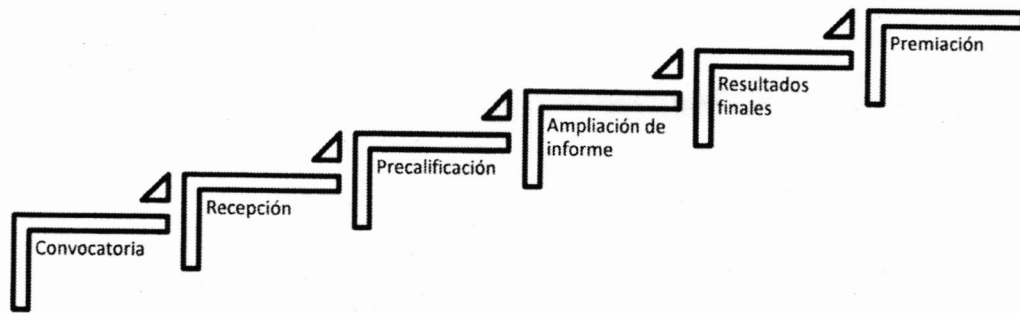 Convocatoria
Recepción
Precalificación
Ampliación de
informe
Resultados
finales
Premiación